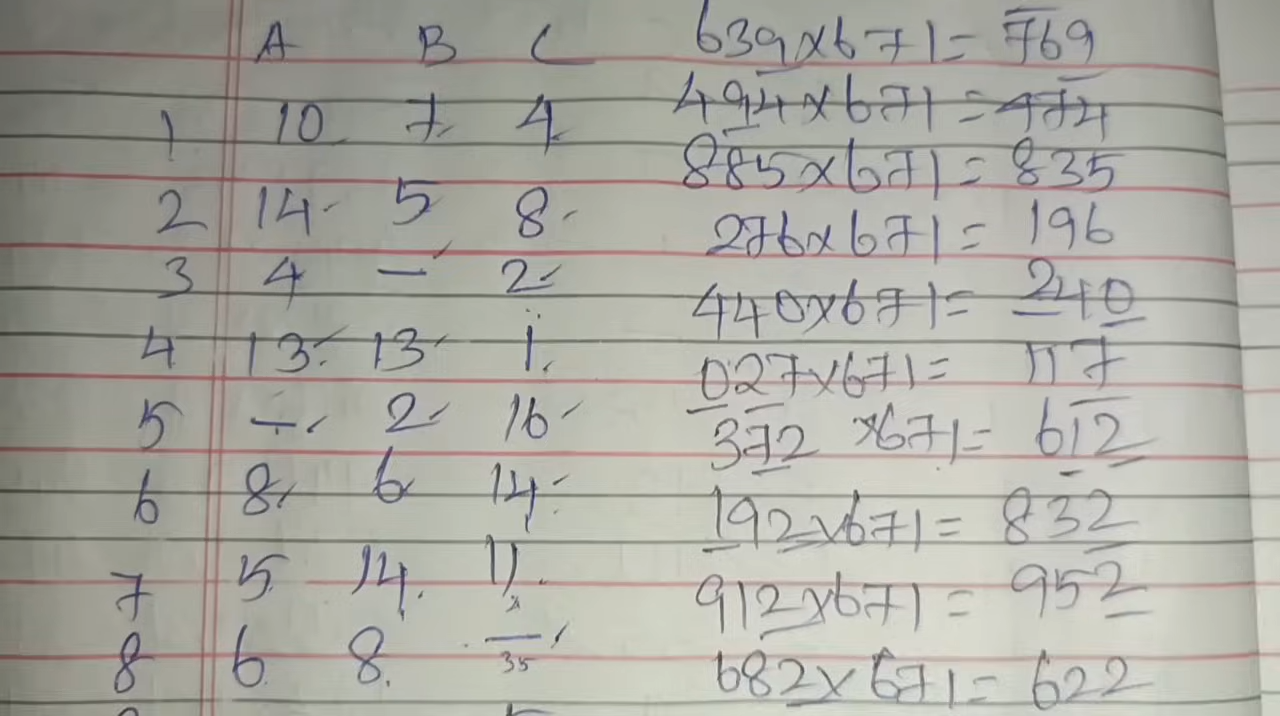 A B C
1 10 7 4
2 14 5 8
3 4 — 2
4 13 13 1
5 — 2 16
6 8 6 14
7 5 14 11
8 6 8 —
35
639x671= 769
494x671= 474
885x671= 835
276x671= 196
440x671= 240
027x671= 117
372 x671= 612
192x671= 832
912x671= 952
682x671= 622